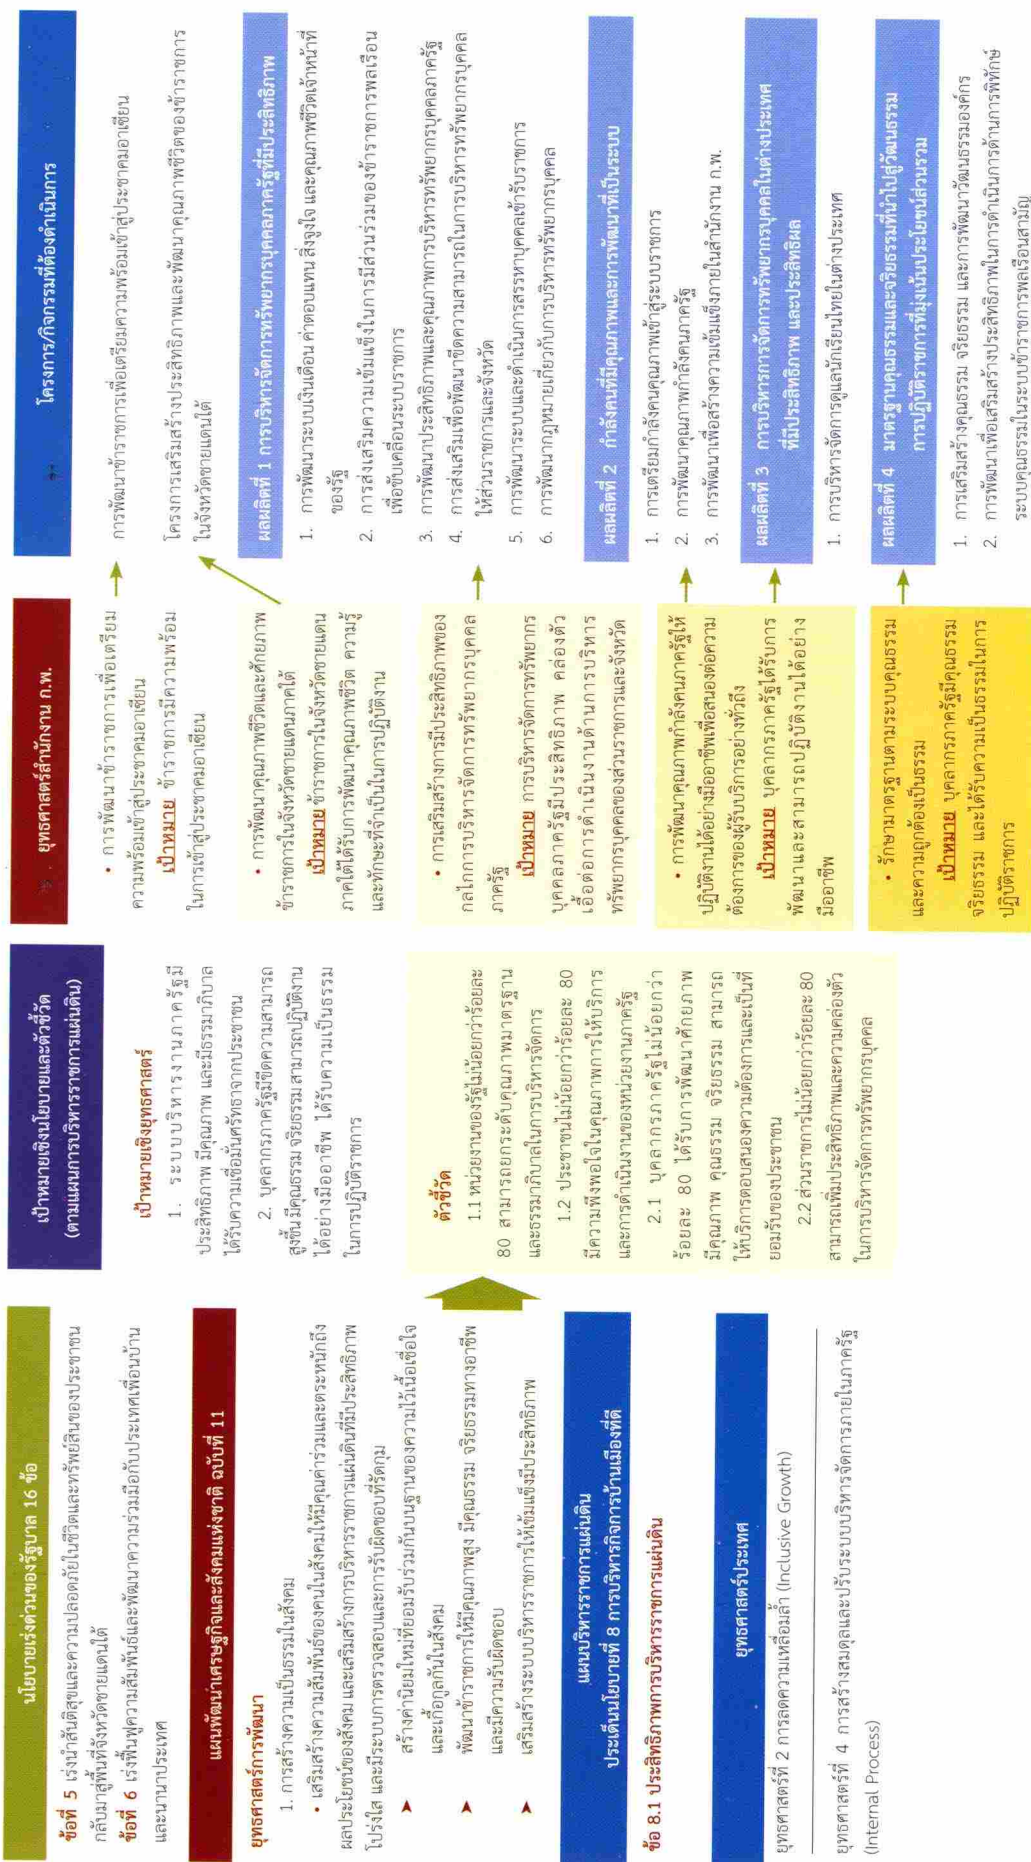 นโยบายเร่งด่วนของรัฐบาล 16 ข้อ
ข้อที่ 5 เร่งนำสันติสุขและความปลอดภัยในชีวิตและทรัพย์สินของประชาชน
กลับมาสู่พื้นที่จังหวัดชายแดนใต้
ข้อที่ 6 เร่งฟื้นฟูความสัมพันธ์และพัฒนาความร่วมมือกับประเทศเพื่อนบ้าน
และนานาประเทศ
แผนพัฒน่าเศรษฐกิจและสังคมแห่งชาติ ฉบับที่ 11
ยุทธศาสตร์การพัฒนา
1. การสร้างความเป็นธรรมในสังคม
• เสริมสร้างความสัมพันธ์ของคนในสังคมให้มีคุณค่าร่วมและตระหนักถึง
ผลประโยชน์ของสังคม และเสริมสร้างการบริหารราชการแผ่นดินที่มีประสิทธิภาพ
โปร่งใส และมีระบบการตรวจสอบและการรับผิดชอบที่รัดกุม
➤ สร้างค่านิยมใหม่ที่ยอมรับร่วมกันบนฐานของความไว้เนื้อเชื่อใจ
และเกื้อกูลกันในสังคม
➤ พัฒนาข้าราชการให้มีคุณภาพสูง มีคุณธรรม จริยธรรมทางอาชีพ
และมีความรับผิดชอบ
➤ เสริมสร้างระบบบริหารราชการให้เข้มแข็งมีประสิทธิภาพ
แผนบริหารราชการแผ่นดิน
ประเด็นนโยบายที่ 8 การบริหารกิจการบ้านเมืองที่ดี
ข้อ 8.1 ประสิทธิภาพการบริหารราชการแผ่นดิน
ยุทธศาสตร์ประเทศ
ยุทธศาสตร์ที่ 2 การลดความเหลื่อมล้ำ (Inclusive Growth)
ยุทธศาสตร์ที่ 4 การสร้างสมดุลและปรับระบบบริหารจัดการภายในภาครัฐ
(Internal Process)
เป้าหมายเชิงนโยบายและตัวชี้วัด
(ตามแผนการบริหารราชการแผ่นดิน)
เป้าหมายเชิงยุทธศาสตร์
1. ระบบบริหารงานภาครัฐมี
ประสิทธิภาพ มีคุณภาพ และมีธรรมาภิบาล
ได้รับความเชื่อมั่นศรัทธาจากประชาชน
2. บุคลากรภาครัฐมีขีดความสามารถ
สูงขึ้น มีคุณธรรม จริยธรรม สามารถปฏิบัติงาน
ได้อย่างมืออาชีพ ได้รับความเป็นธรรม
ในการปฏิบัติราชการ
ตัวชี้วัด
1.1 หน่วยงานของรัฐไม่น้อยกว่าร้อยละ
80 สามารถยกระดับคุณภาพมาตรฐาน
และธรรมาภิบาลในการบริหารจัดการ
1.2 ประชาชนไม่น้อยกว่าร้อยละ 80
มีความพึงพอใจในคุณภาพการให้บริการ
และการดำเนินงานของหน่วยงานภาครัฐ
2.1 บุคลากรภาครัฐไม่น้อยกว่า
ร้อยละ 80 ได้รับการพัฒนาศักยภาพ
มีคุณภาพ คุณธรรม จริยธรรม สามารถ
ให้บริการตอบสนองความต้องการและเป็นที่
ยอมรับของประชาชน
2.2 ส่วนราชการไม่น้อยกว่าร้อยละ 80
สามารถเพิ่มประสิทธิภาพและความคล่องตัว
ในการบริหารจัดการทรัพยากรบุคคล
ยุทธศาสตร์สำนักงาน ก.พ.
• การพัฒนาข้าราชการเพื่อเตรียม
ความพร้อมเข้าสู่ประชาคมอาเซียน
เป้าหมาย ข้าราชการมีความพร้อม
ในการเข้าสู่ประชาคมอาเซียน
• การพัฒนาคุณภาพชีวิตและศักยภาพ
ข้าราชการในจังหวัดชายแดนภาคใต้
เป้าหมาย ข้าราชการในจังหวัดชายแดน
ภาคใต้ได้รับการพัฒนาคุณภาพชีวิต ความรู้
และทักษะที่จำเป็นในการปฏิบัติงาน
• การเสริมสร้างการมีประสิทธิภาพของ
กลไกการบริหารจัดการทรัพยากรบุคคล
ภาครัฐ
เป้าหมาย การบริหารจัดการทรัพยากร
บุคคลภาครัฐมีประสิทธิภาพ คล่องตัว
เอื้อต่อการดำเนินงานด้านการบริหาร
ทรัพยากรบุคคลของส่วนราชการและจังหวัด
• การพัฒนาคุณภาพกำลังคนภาครัฐให้
ปฏิบัติงานได้อย่างมืออาชีพเพื่อสนองต่อความ
ต้องการของผู้รับบริการอย่างทั่วถึง
เป้าหมาย บุคลากรภาครัฐได้รับการ
พัฒนาและสามารถปฏิบัติงานได้อย่าง
มืออาชีพ
• รักษามาตรฐานตามระบบคุณธรรม
และความถูกต้องเป็นธรรม
เป้าหมาย บุคลากรภาครัฐมีคุณธรรม
จริยธรรม และได้รับความเป็นธรรมในการ
ปฏิบัติราชการ
โครงการ/กิจกรรมที่ต้องดำเนินการ
การพัฒนาข้าราชการเพื่อเตรียมความพร้อมเข้าสู่ประชาคมอาเซียน
โครงการเสริมสร้างประสิทธิภาพและพัฒนาคุณภาพชีวิตของข้าราชการ
ในจังหวัดชายแดนใต้
ผลผลิตที่ 1 การบริหารจัดการทรัพยากรบุคคลภาครัฐที่มีประสิทธิภาพ
1. การพัฒนาระบบเงินเดือน ค่าตอบแทน สิ่งจูงใจ และคุณภาพชีวิตเจ้าหน้าที่
ของรัฐ
2. การส่งเสริมความเข้มแข็งในการมีส่วนร่วมของข้าราชการพลเรือน
เพื่อขับเคลื่อนระบบราชการ
3. การพัฒนาประสิทธิภาพและคุณภาพการบริหารทรัพยากรบุคคลภาครัฐ
4. การส่งเสริมเพื่อพัฒนาขีดความสามารถในการบริหารทรัพยากรบุคคล
ให้ส่วนราชการและจังหวัด
5. การพัฒนาระบบและดำเนินการสรรหาบุคคลเข้ารับราชการ
6. การพัฒนากฎหมายเกี่ยวกับการบริหารทรัพยากรบุคคล
ผลผลิตที่ 2 กำลังคนที่มีคุณภาพและการพัฒนาที่เป็นระบบ
1. การเตรียมกำลังคนคุณภาพเข้าสู่ระบบราชการ
2. การพัฒนาคุณภาพกำลังคนภาครัฐ
3. การพัฒนาเพื่อสร้างความเข้มแข็งภายในสำนักงาน ก.พ.
ผลผลิตที่ 3 การบริหารการจัดการทรัพยากรบุคคลในต่างประเทศ
ที่มีประสิทธิภาพ และประสิทธิผล
1. การบริหารจัดการดูแลนักเรียนไทยในต่างประเทศ
ผลผลิตที่ 4 มาตรฐานคุณธรรมและจริยธรรมที่นำไปสู่วัฒนธรรม
การปฏิบัติราชการที่มุ่งเน้นประโยชน์ส่วนรวม
1. การเสริมสร้างคุณธรรม จริยธรรม และการพัฒนาวัฒนธรรมองค์กร
2. การพัฒนาเพื่อเสริมสร้างประสิทธิภาพในการดำเนินการด้านการพิทักษ์
ระบบคุณธรรมในระบบข้าราชการพลเรือนสามัญ